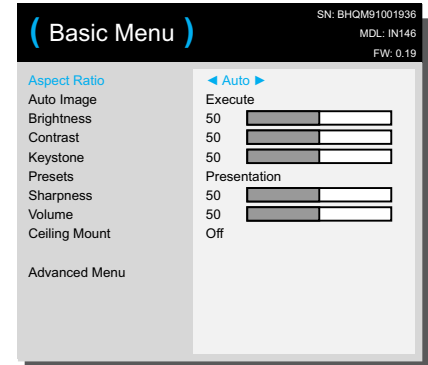 SN: BHQM91001936
( Basic Menu )
MDL: IN146
FW: 0.19
Aspect Ratio ◄ Auto ►
Auto Image Execute
Brightness 50
Contrast 50
Keystone 50
Presets Presentation
Sharpness 50
Volume 50
Ceiling Mount Off
Advanced Menu